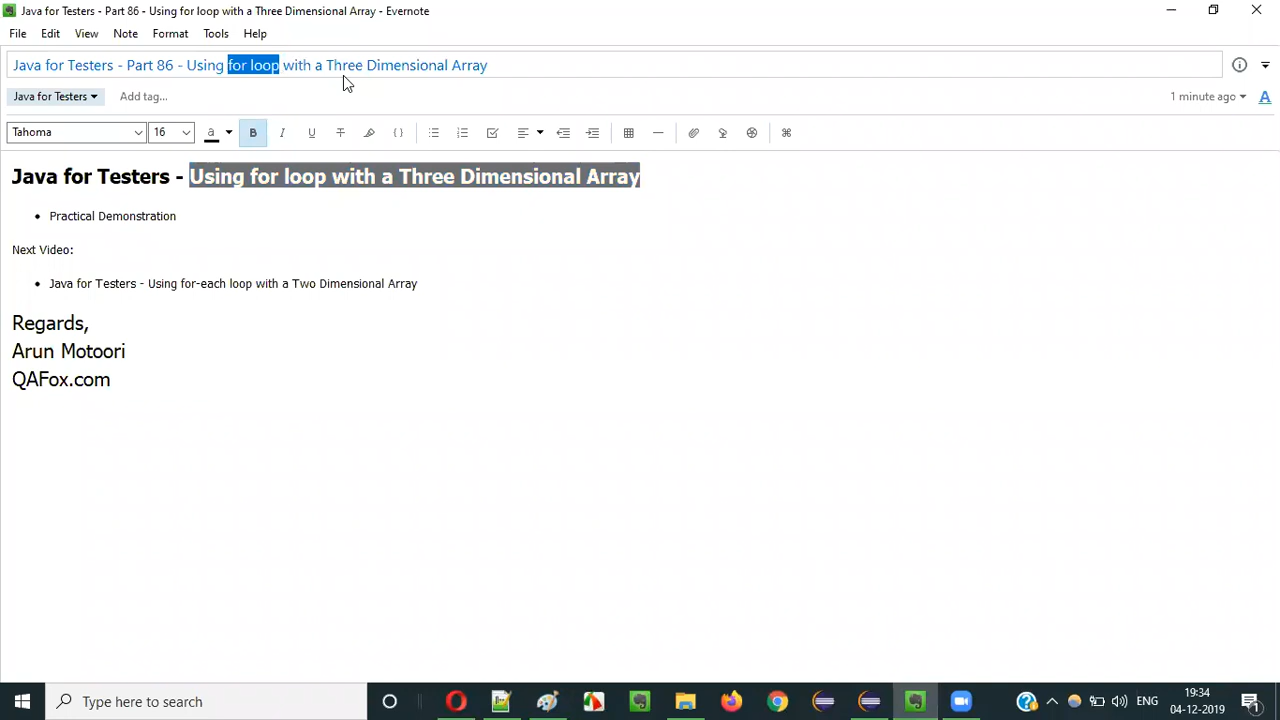 Java for Testers - Part 86 - Using for loop with a Three Dimensional Array - Evernote
File Edit View Note Format Tools Help
Java for Testers - Part 86 - Using for loop with a Three Dimensional Array
Java for Testers Add tag... 1 minute ago A
Tahoma 16 a B I U T { }
Java for Testers - Using for loop with a Three Dimensional Array
• Practical Demonstration
Next Video:
• Java for Testers - Using for-each loop with a Two Dimensional Array
Regards,
Arun Motoori
QAFox.com
Type here to search ENG 19:34
04-12-2019 1